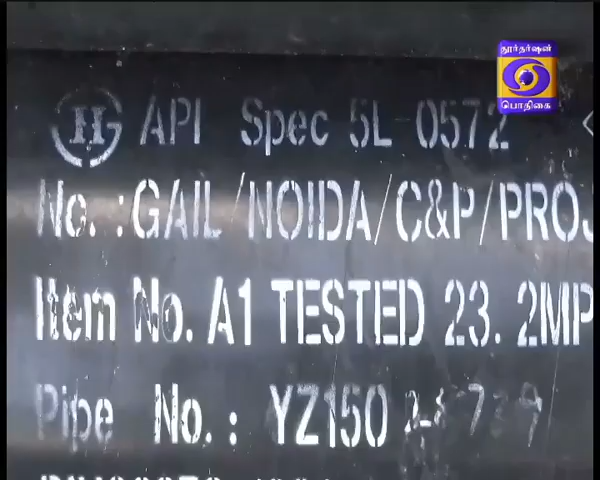 தூர்தர்ஷன்
பொதிகை
H API Spec 5L 0572
No. :GAIL/NOIDA/C&P/PROJ
Item No. A1 TESTED 23. 2MP
Pipe No.: YZ150